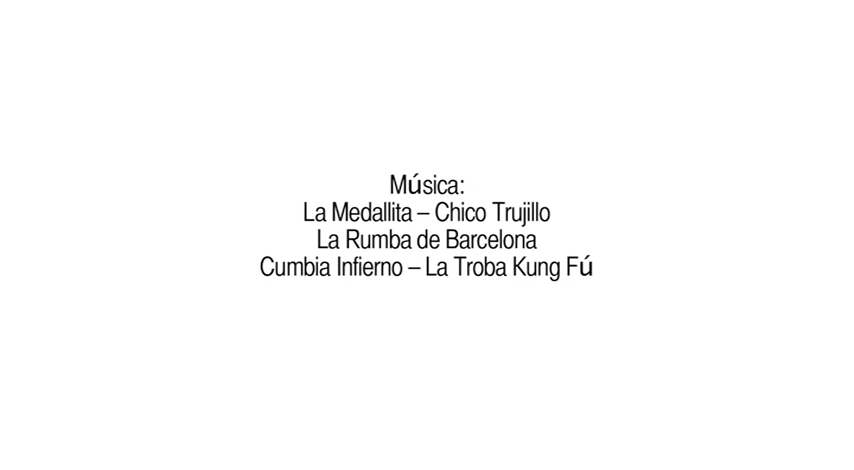 Música:
La Medallita – Chico Trujillo
La Rumba de Barcelona
Cumbia Infierno – La Troba Kung Fú